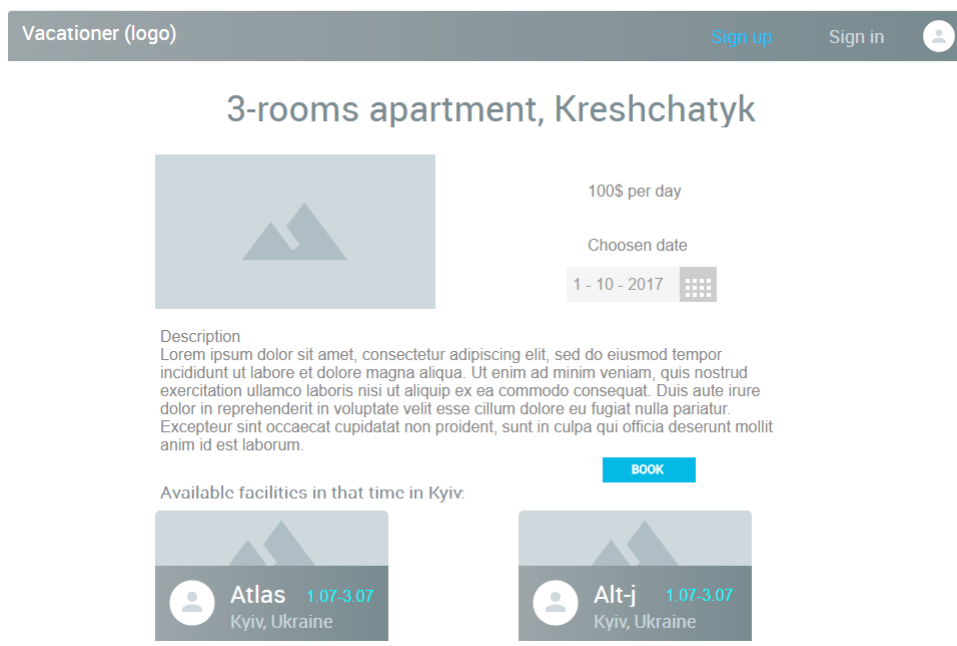 Vacationer (logo)
Sign up
Sign in
3-rooms apartment, Kreshchatyk
100$ per day
Choosen date
1 - 10 - 2017
Description
Lorem ipsum dolor sit amet, consectetur adipiscing elit, sed do eiusmod tempor
incididunt ut labore et dolore magna aliqua. Ut enim ad minim veniam, quis nostrud
exercitation ullamco laboris nisi ut aliquip ex ea commodo consequat. Duis aute irure
dolor in reprehenderit in voluptate velit esse cillum dolore eu fugiat nulla pariatur.
Excepteur sint occaecat cupidatat non proident, sunt in culpa qui officia deserunt mollit
anim id est laborum.
BOOK
Available facilities in that time in Kyiv:
Atlas 1.07-3.07
Kyiv, Ukraine
Alt-j 1.07-3.07
Kyiv, Ukraine